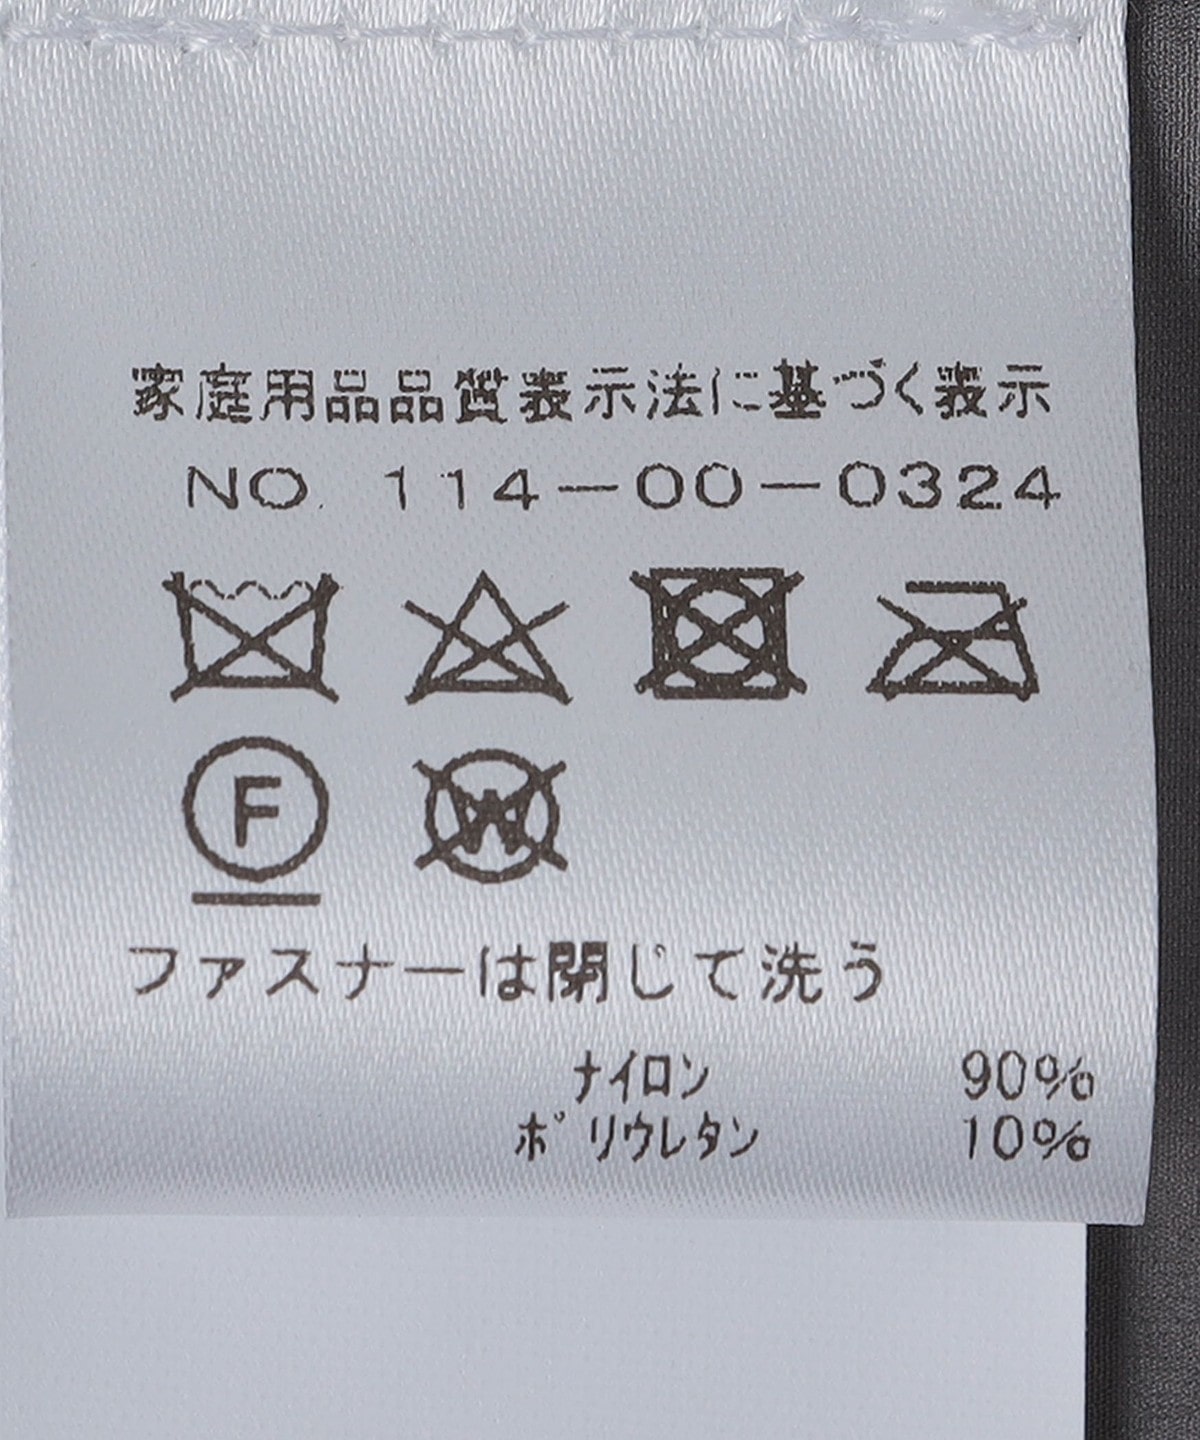 家庭用品品質表示法に基づく表示
NO. 114-00-0324
F W
ファスナーは閉じて洗う
ナイロン 90%
ポリウレタン 10%